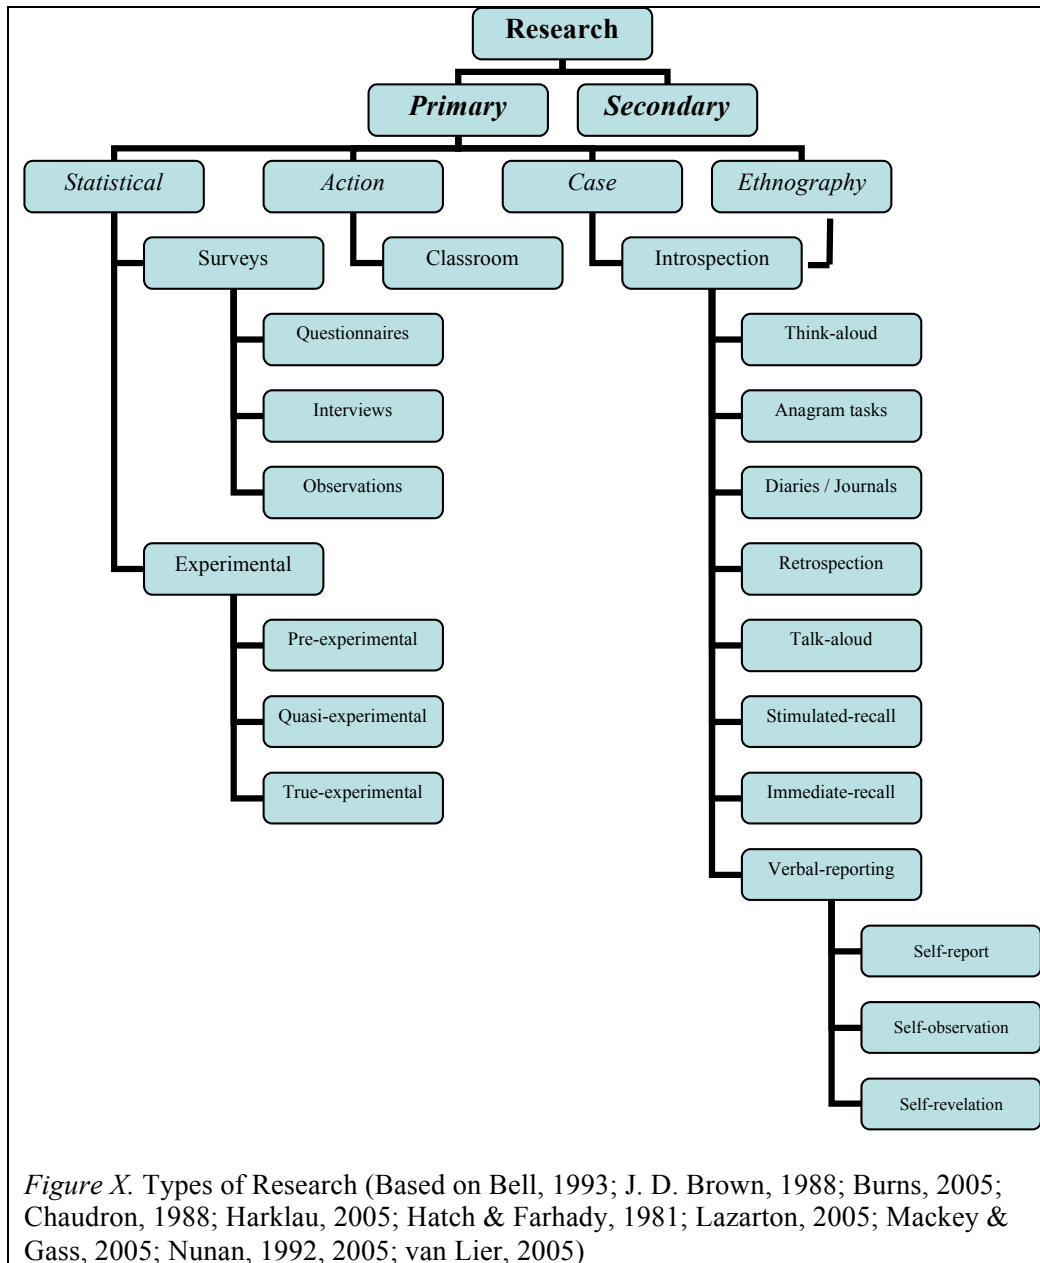 Research
Primary
Secondary
Statistical
Action
Case
Ethnography
Surveys
Classroom
Introspection
Questionnaires
Think-aloud
Interviews
Anagram tasks
Observations
Diaries / Journals
Experimental
Retrospection
Pre-experimental
Talk-aloud
Quasi-experimental
Stimulated-recall
True-experimental
Immediate-recall
Verbal-reporting
Self-report
Self-observation
Self-revelation
Figure X. Types of Research (Based on Bell, 1993; J. D. Brown, 1988; Burns, 2005;
Chaudron, 1988; Harklau, 2005; Hatch & Farhady, 1981; Lazarton, 2005; Mackey &
Gass, 2005; Nunan, 1992, 2005; van Lier, 2005)